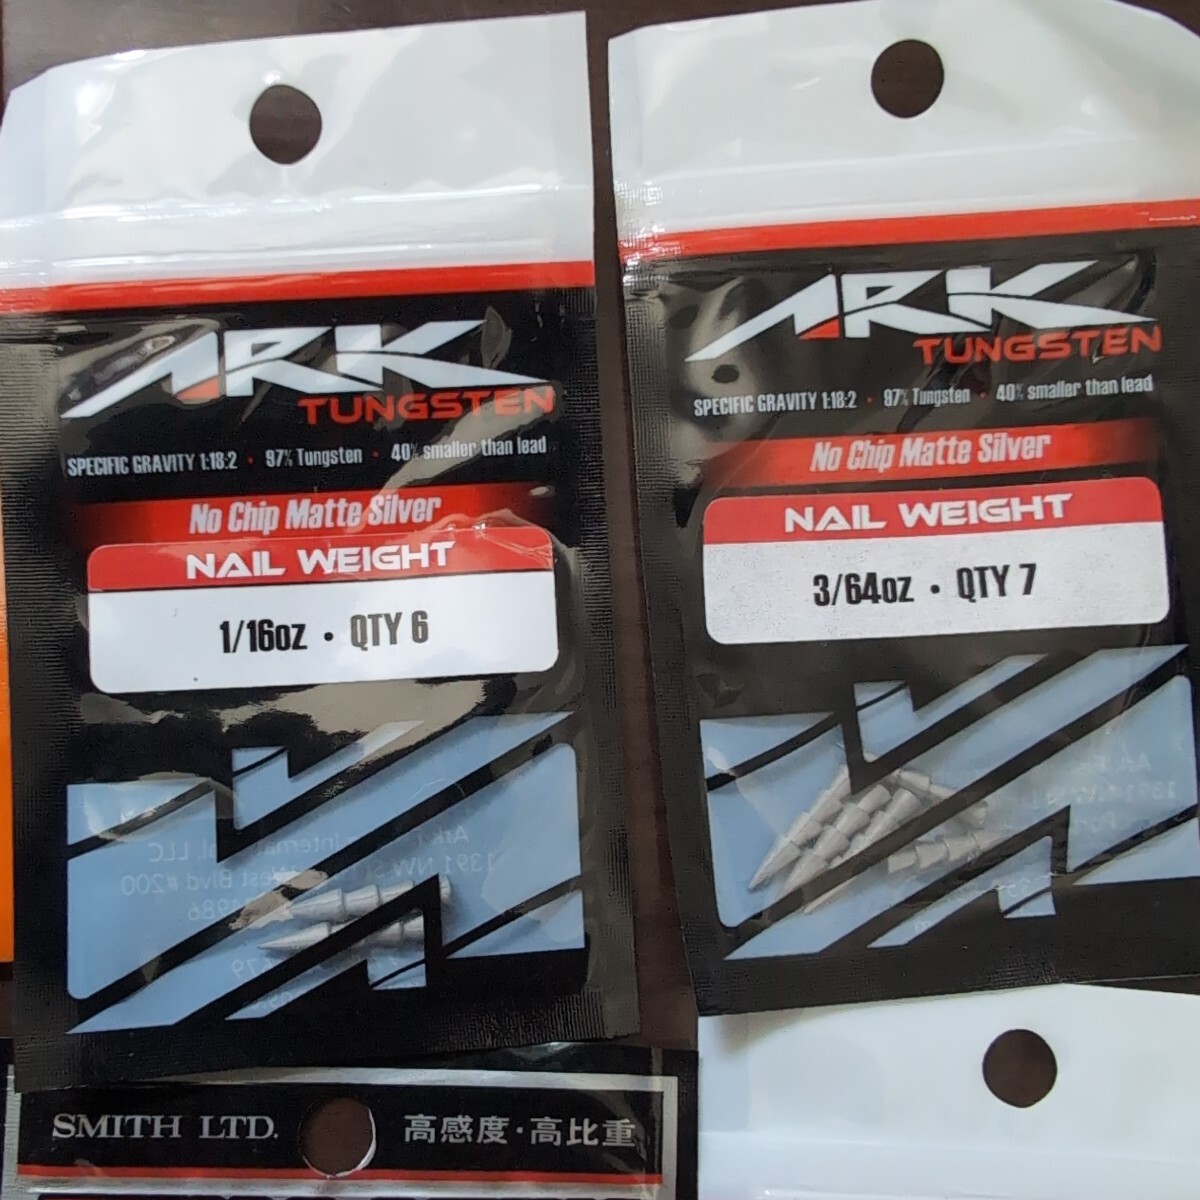 ARK
TUNGSTEN
SPECIFIC GRAVITY 1:18:2 • 97% Tungsten • 40% smaller than lead
No Chip Matte Silver
NAIL WEIGHT
1/16oz • QTY 6
ARK
TUNGSTEN
SPECIFIC GRAVITY 1:18:2 • 97% Tungsten • 40% smaller than lead
No Chip Matte Silver
NAIL WEIGHT
3/64oz • QTY 7
SMITH LTD. 高感度・高比重